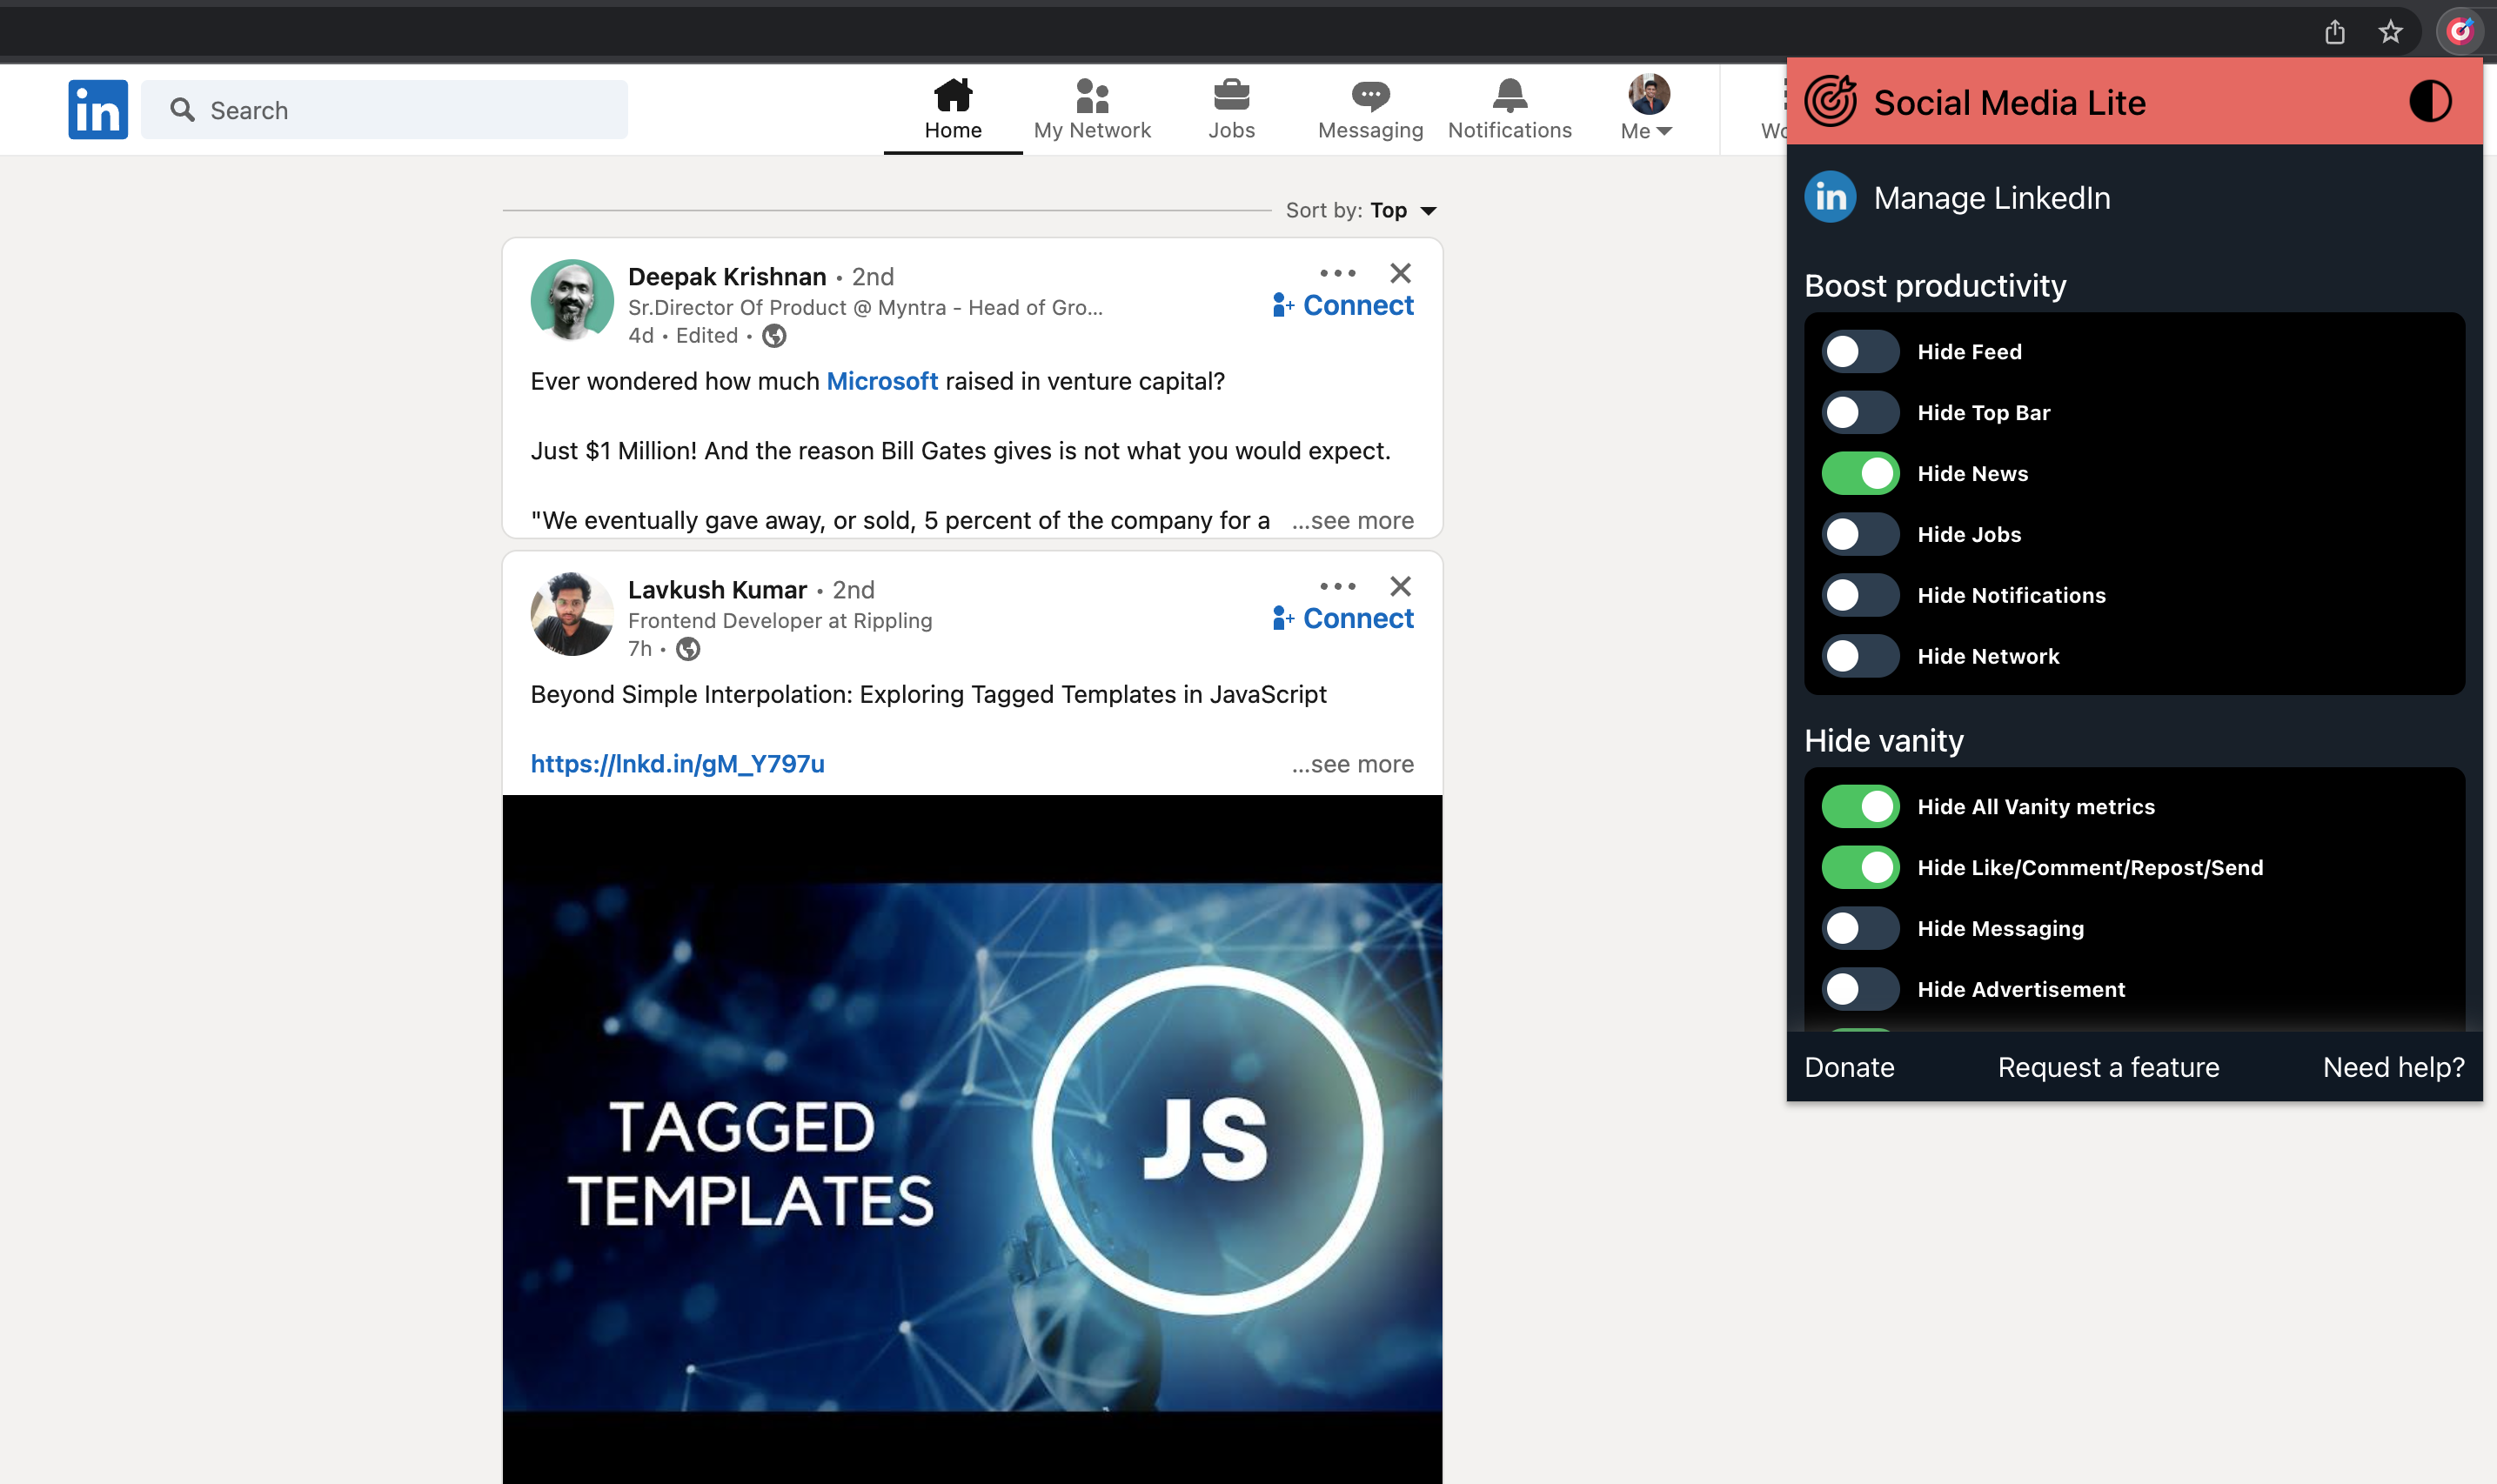 in
Search
Home
My Network
Jobs
Messaging
Notifications
Me
Sort by: Top
Deepak Krishnan • 2nd
Sr.Director Of Product @ Myntra - Head of Gro...
4d • Edited •
Connect
Ever wondered how much Microsoft raised in venture capital?
Just $1 Million! And the reason Bill Gates gives is not what you would expect.
"We eventually gave away, or sold, 5 percent of the company for a ...see more
Lavkush Kumar • 2nd
Frontend Developer at Rippling
7h •
Connect
Beyond Simple Interpolation: Exploring Tagged Templates in JavaScript
https://lnkd.in/gM_Y797u
...see more
TAGGED
TEMPLATES
JS
Social Media Lite
in
Manage LinkedIn
Boost productivity
Hide Feed
Hide Top Bar
Hide News
Hide Jobs
Hide Notifications
Hide Network
Hide vanity
Hide All Vanity metrics
Hide Like/Comment/Repost/Send
Hide Messaging
Hide Advertisement
Donate
Request a feature
Need help?